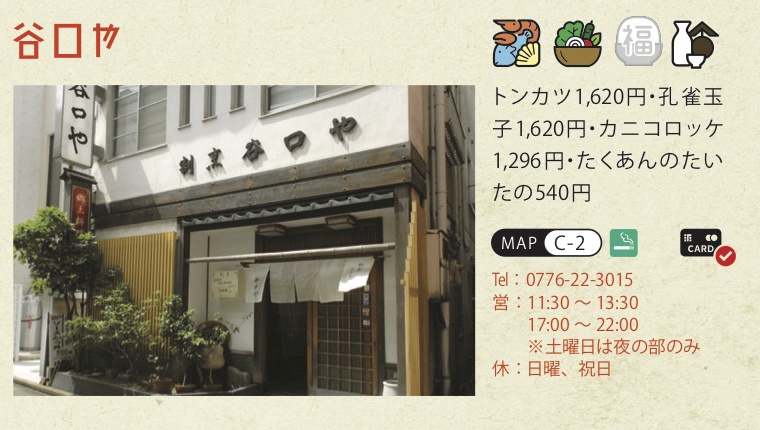 谷口や
福
トンカツ1,620円・孔雀玉
子1,620円・カニコロッケ
1,296円・たくあんのたい
たの540円
MAP C-2
CARD
Tel：0776-22-3015
営：11:30 〜 13:30
17:00 〜 22:00
※土曜日は夜の部のみ
休：日曜、祝日
谷口や
割烹 谷口や